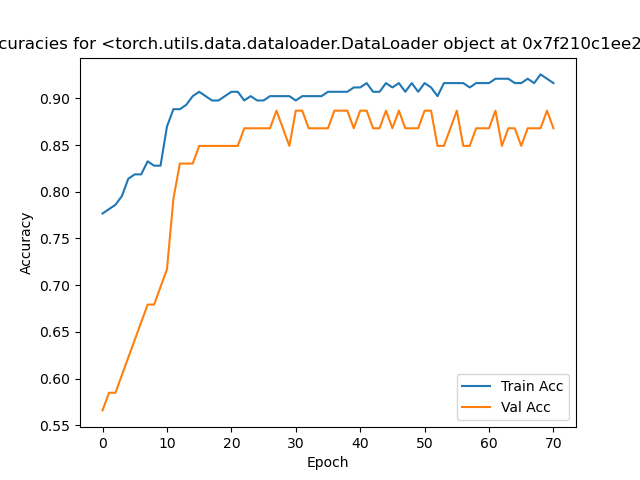 curacies for <torch.utils.data.dataloader.DataLoader object at 0x7f210c1ee2
0.90
0.85
0.80
0.75
0.70
0.65
0.60
0.55
Accuracy
0 10 20 30 40 50 60 70
Epoch
Train Acc
Val Acc